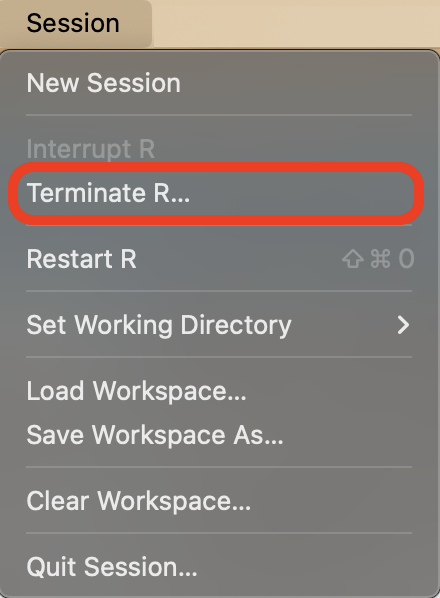 Session
New Session
Interrupt R
Terminate R...
Restart R ⇧⌘0
Set Working Directory
Load Workspace...
Save Workspace As...
Clear Workspace...
Quit Session...